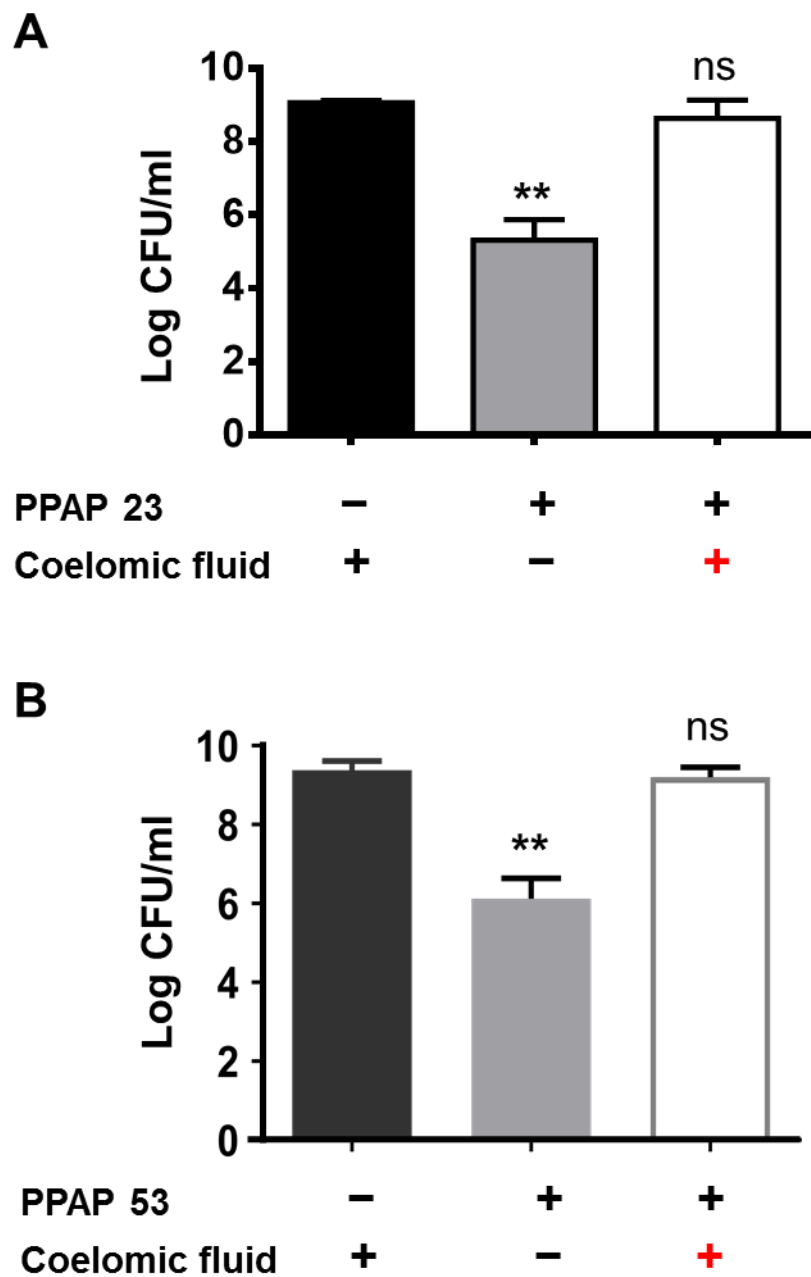 A
10
ns
8
**
6
4
2
0
Log CFU/ml
PPAP 23 − + +
Coelomic fluid + − +
B
10
ns
8
**
6
4
2
0
Log CFU/ml
PPAP 53 − + +
Coelomic fluid + − +